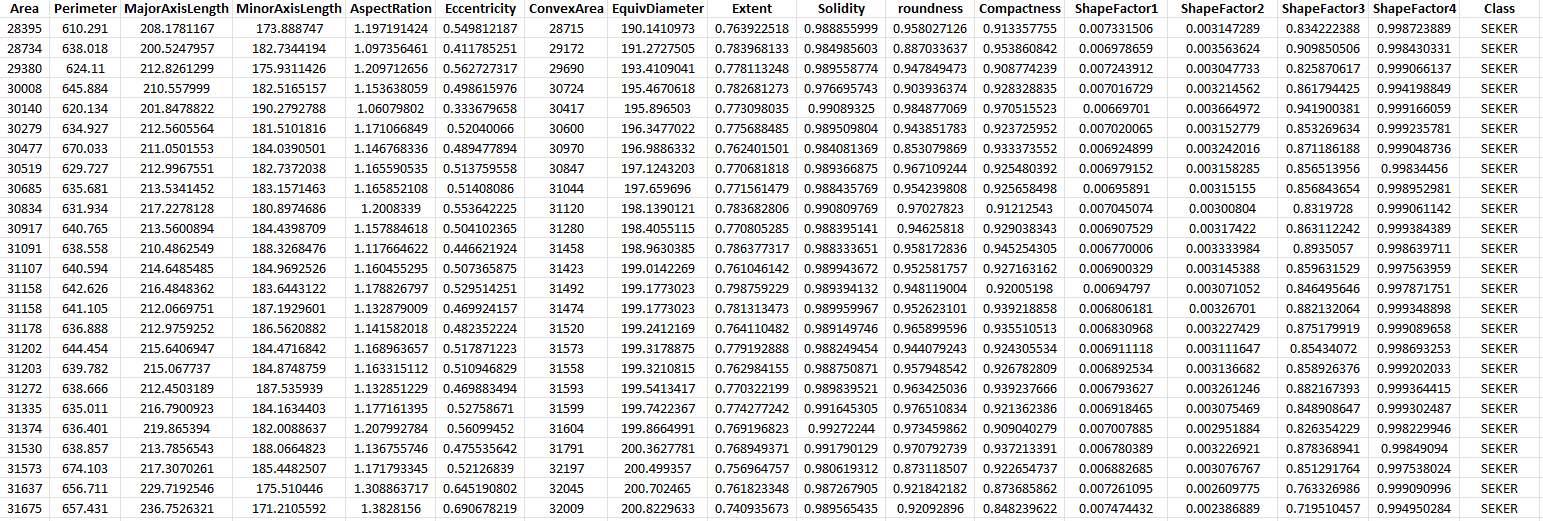 Area Perimeter MajorAxisLength MinorAxisLength AspectRation Eccentricity ConvexArea EquivDiameter Extent Solidity roundness Compactness ShapeFactor1 ShapeFactor2 ShapeFactor3 ShapeFactor4 Class
28395 610.291 208.1781167 173.888747 1.197191424 0.549812187 28715 190.1410973 0.763922518 0.988855999 0.958027126 0.913357755 0.007331506 0.003147289 0.834222388 0.998723889 SEKER
28734 638.018 200.5247957 182.7344194 1.097356461 0.411785251 29172 191.2727505 0.783968133 0.984985603 0.887033637 0.953860842 0.006978659 0.003563624 0.909850506 0.998430331 SEKER
29380 624.11 212.8261299 175.9311426 1.209712656 0.562727317 29690 193.4109041 0.778113248 0.989558774 0.947849473 0.908774239 0.007243912 0.003047733 0.825870617 0.999066137 SEKER
30008 645.884 210.557999 182.5165157 1.153638059 0.498615976 30724 195.4670618 0.782681273 0.976695743 0.903936374 0.928328835 0.007016729 0.003214562 0.861794425 0.994198849 SEKER
30140 620.134 201.8478822 190.2792788 1.06079802 0.333679658 30417 195.896503 0.773098035 0.99089325 0.984877069 0.970515523 0.00669701 0.003664972 0.941900381 0.999166059 SEKER
30279 634.927 212.5605564 181.5101816 1.171066849 0.52040066 30600 196.3477022 0.775688485 0.989509804 0.943851783 0.923725952 0.007020065 0.003152779 0.853269634 0.999235781 SEKER
30477 670.033 211.0501553 184.0390501 1.146768336 0.489477894 30970 196.9886332 0.762401501 0.984081369 0.853079869 0.933373552 0.006924899 0.003242016 0.871186188 0.999048736 SEKER
30519 629.727 212.9967551 182.7372038 1.165590535 0.513759558 30847 197.1243203 0.770681818 0.989366875 0.967109244 0.925480392 0.006979152 0.003158285 0.856513956 0.99834456 SEKER
30685 635.681 213.5341452 183.1571463 1.165852108 0.51408086 31044 197.659696 0.771561479 0.988435769 0.954239808 0.925658498 0.00695891 0.00315155 0.856843654 0.998952981 SEKER
30834 631.934 217.2278128 180.8974686 1.2008339 0.553642225 31120 198.1390121 0.783682806 0.990809769 0.97027823 0.91212543 0.007045074 0.00300804 0.8319728 0.999061142 SEKER
30917 640.765 213.5600894 184.4398709 1.157884618 0.504102365 31280 198.4055115 0.770805285 0.988395141 0.94625818 0.929038343 0.006907529 0.00317422 0.863112242 0.999384389 SEKER
31091 638.558 210.4862549 188.3268476 1.117664622 0.446621924 31458 198.9630385 0.786377317 0.988333651 0.958172836 0.945254305 0.006770006 0.003333984 0.8935057 0.998639711 SEKER
31107 640.594 214.6485485 184.9692526 1.160455295 0.507365875 31423 199.0142269 0.761046142 0.989943672 0.952581757 0.927163162 0.006900329 0.003145388 0.859631529 0.997563959 SEKER
31158 642.626 216.4848362 183.6443122 1.178826797 0.529514251 31492 199.1773023 0.798759229 0.989394132 0.948119004 0.92005198 0.00694797 0.003071052 0.846495646 0.997871751 SEKER
31158 641.105 212.0669751 187.1929601 1.132879009 0.469924157 31474 199.1773023 0.781313473 0.989959967 0.952623101 0.939218858 0.006806181 0.00326701 0.882132064 0.999348898 SEKER
31178 636.888 212.9759252 186.5620882 1.141582018 0.482352224 31520 199.2412169 0.764110482 0.989149746 0.965899596 0.935510513 0.006830968 0.003227429 0.875179919 0.999089658 SEKER
31202 644.454 215.6406947 184.4716842 1.168963657 0.517871223 31573 199.3178875 0.779192888 0.988249454 0.944079243 0.924305534 0.006911118 0.003111647 0.85434072 0.998693253 SEKER
31203 639.782 215.067737 184.8748759 1.163315112 0.510946829 31558 199.3210815 0.762984155 0.988750871 0.957948542 0.926782809 0.006892534 0.003136682 0.858926376 0.999202033 SEKER
31272 638.666 212.4503189 187.535939 1.132851229 0.469883494 31593 199.5413417 0.770322199 0.989839521 0.963425036 0.939237666 0.006793627 0.003261246 0.882167393 0.999364415 SEKER
31335 635.011 216.7900923 184.1634403 1.177161395 0.52758671 31599 199.7422367 0.774277242 0.991645305 0.976510834 0.921362386 0.006918465 0.003075469 0.848908647 0.999302487 SEKER
31374 636.401 219.865394 182.0088637 1.207992784 0.56099452 31604 199.8664991 0.769196823 0.99272244 0.973459862 0.909040279 0.007007885 0.002951884 0.826354229 0.998229946 SEKER
31530 638.857 213.7856543 188.0664823 1.136755746 0.475535642 31791 200.3627781 0.768949371 0.991790129 0.970792739 0.937213391 0.006780389 0.003226921 0.878368941 0.99849094 SEKER
31573 674.103 217.3070261 185.4482507 1.171793345 0.52126839 32197 200.499357 0.756964757 0.980619312 0.873118507 0.922654737 0.006882685 0.003076767 0.851291764 0.997538024 SEKER
31637 656.711 229.7192546 175.510446 1.308863717 0.645190802 32045 200.702465 0.761823348 0.987267905 0.921842182 0.873685862 0.007261095 0.002609775 0.763326986 0.999090996 SEKER
31675 657.431 236.7526321 171.2105592 1.3828156 0.690678219 32009 200.8229633 0.740935673 0.989565435 0.92092896 0.848239622 0.007474432 0.002386889 0.719510457 0.994950284 SEKER